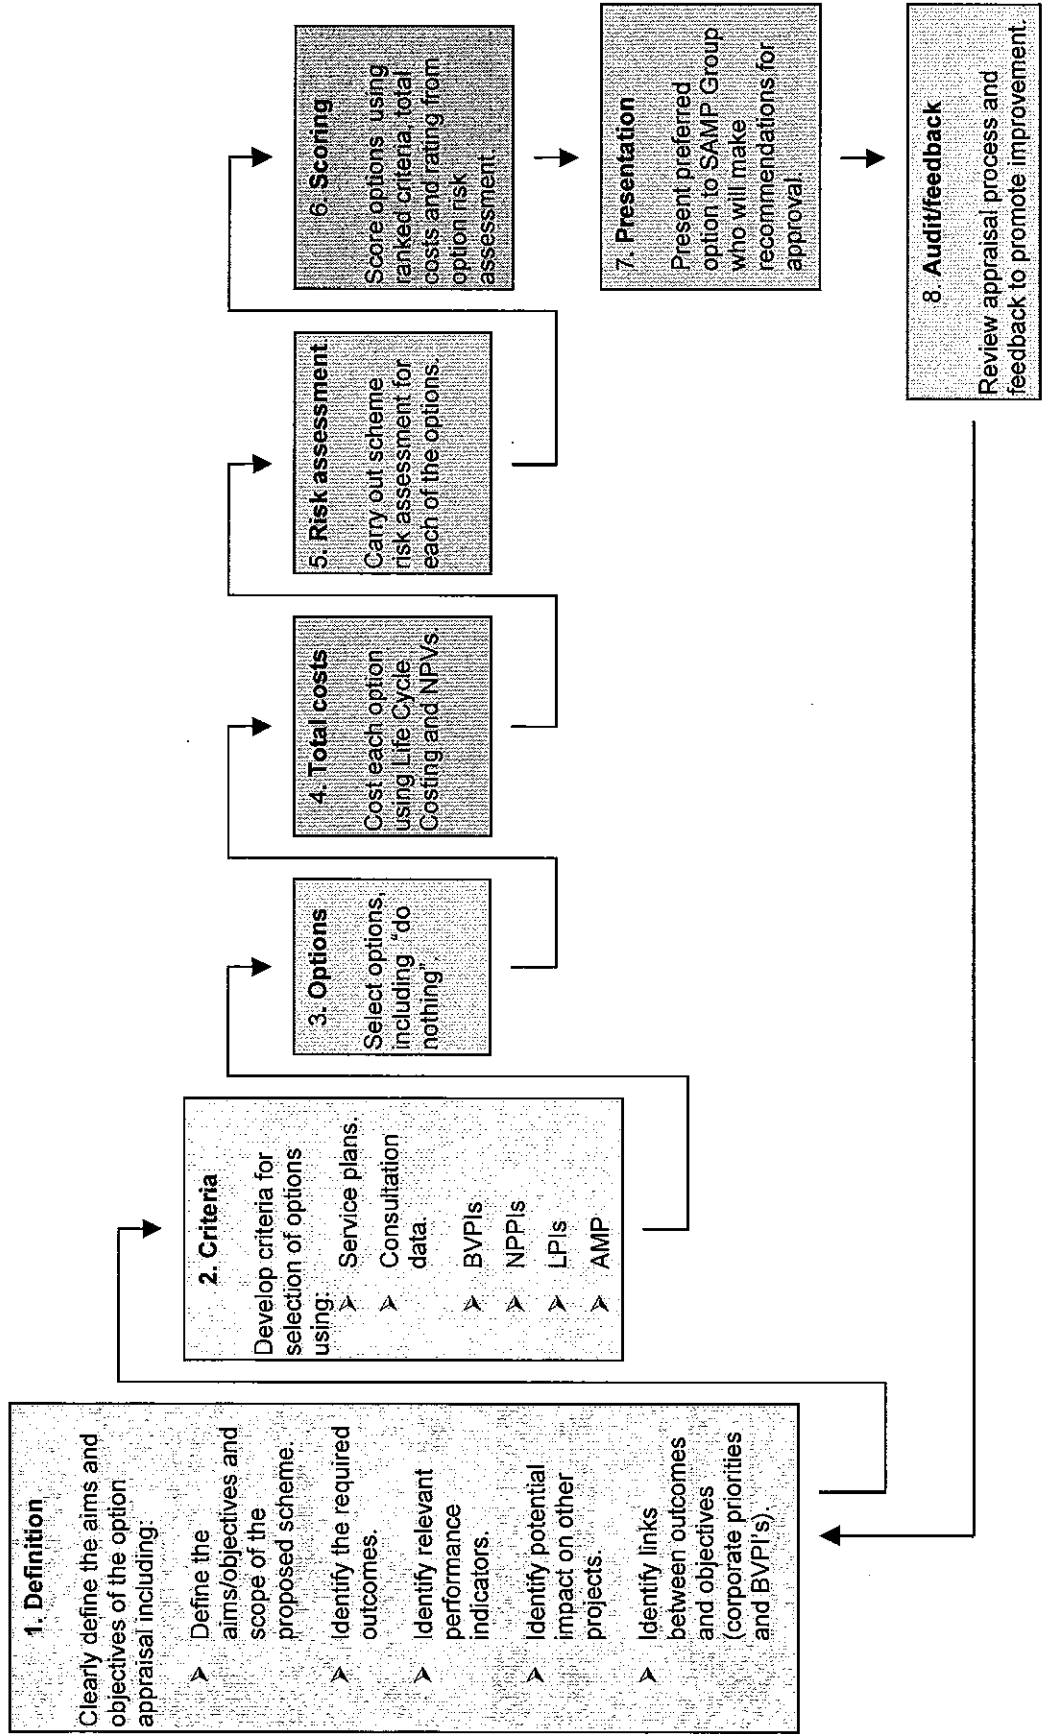 1. Definition
Clearly define the aims and
objectives of the option
appraisal including:
➤ Define the
aims/objectives and
scope of the
proposed scheme.
➤ Identify the required
outcomes.
➤ Identify relevant
performance
indicators.
➤ Identify potential
impact on other
projects.
➤ Identify links
between outcomes
and objectives
(corporate priorities
and BVPI's).
2. Criteria
Develop criteria for
selection of options
using:
➤ Service plans.
➤ Consultation
data.
➤ BVPIs
➤ NPPIs
➤ LPIs
➤ AMP
3. Options
Select options,
including "do
nothing".
4. Total costs
Cost each option
using Life Cycle
Costing and NPVs.
5. Risk assessment
Carry out scheme
risk assessment for
each of the options.
6. Scoring
Score options using
ranked criteria, total
costs and rating from
option risk
assessment.
7. Presentation
Present preferred
option to SAMP Group
who will make
recommendations for
approval.
8. Audit/feedback
Review appraisal process and
feedback to promote improvement.